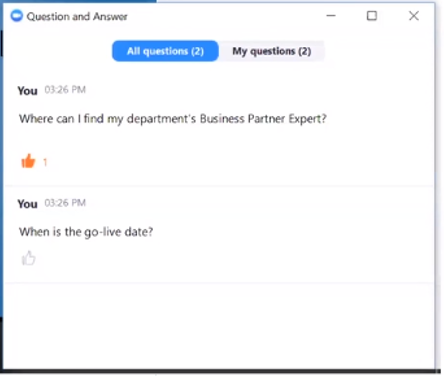 Question and Answer
All questions (2) My questions (2)
You 03:26 PM
Where can I find my department's Business Partner Expert?
1
You 03:26 PM
When is the go-live date?